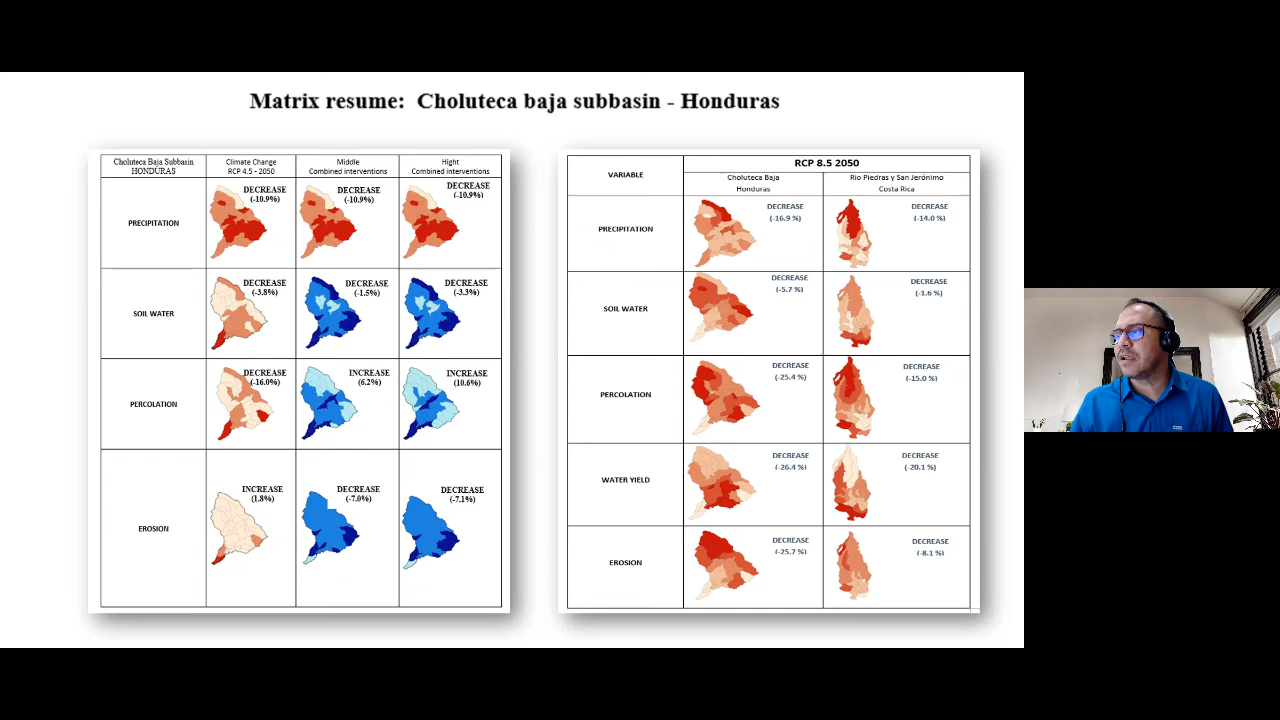 Matrix resume: Choluteca baja subbasin - Honduras
Choluteca Baja Subbasin
HONDURAS
Climate Change
RCP 4.5 - 2050
Middle
Combined interventions
Hight
Combined interventions
PRECIPITATION
DECREASE
(-10.9%)
DECREASE
(-10.9%)
DECREASE
(-10.9%)
SOIL WATER
DECREASE
(-3.8%)
DECREASE
(-1.5%)
DECREASE
(-3.3%)
PERCOLATION
DECREASE
(-16.0%)
INCREASE
(6.2%)
INCREASE
(10.6%)
EROSION
INCREASE
(1.8%)
DECREASE
(-7.0%)
DECREASE
(-7.1%)
VARIABLE
RCP 8.5 2050
Choluteca Baja
Honduras
Rio Piedras y San Jerónimo
Costa Rica
PRECIPITATION
DECREASE
(-16.9 %)
DECREASE
(-14.0 %)
SOIL WATER
DECREASE
(-5.7 %)
DECREASE
(-1.6 %)
PERCOLATION
DECREASE
(-25.4 %)
DECREASE
(-15.0 %)
WATER YIELD
DECREASE
(-26.4 %)
DECREASE
(-20.1 %)
EROSION
DECREASE
(-25.7 %)
DECREASE
(-8.1 %)